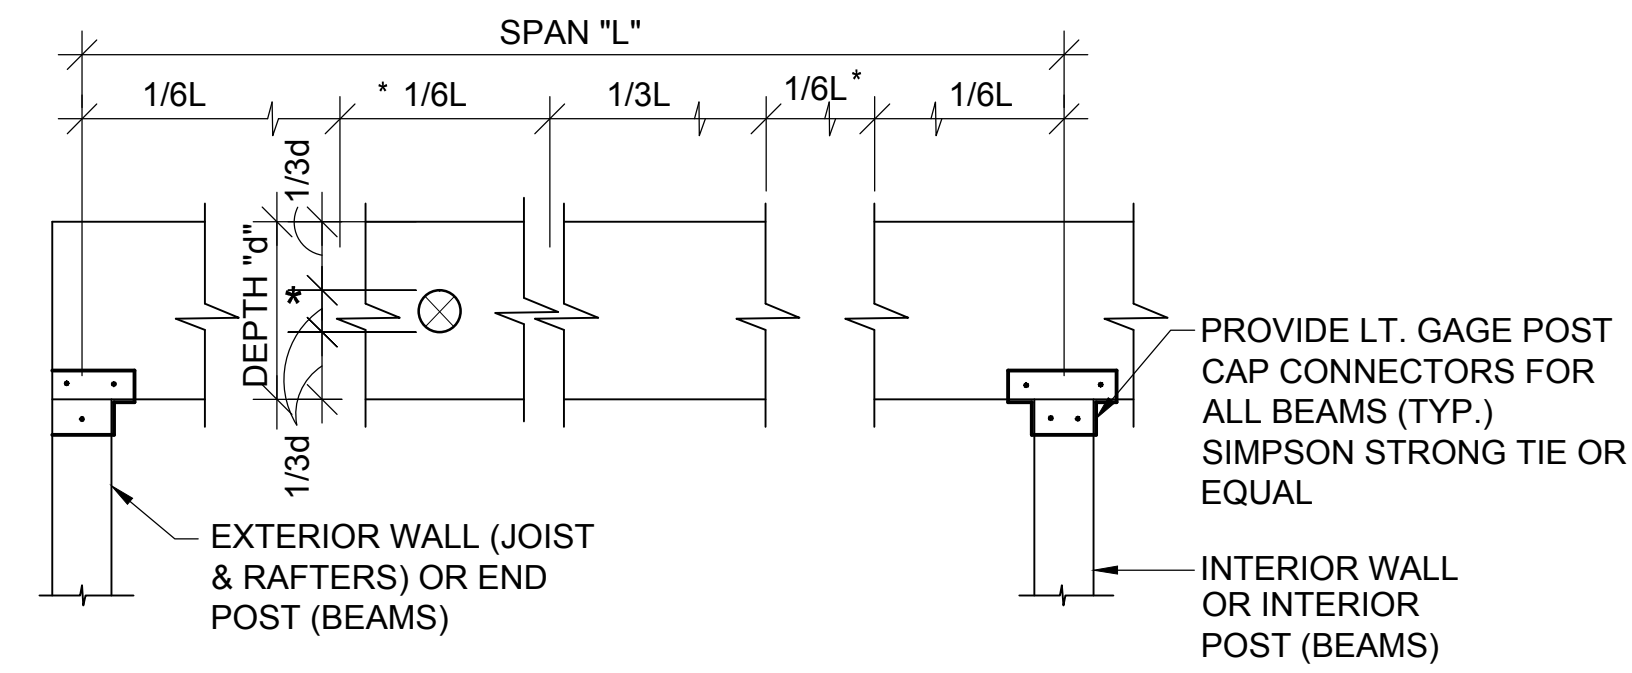 SPAN "L"
1/6L
* 1/6L
1/3L
1/6L*
1/6L
1/3d
DEPTH "d"
*
1/3d
PROVIDE LT. GAGE POST
CAP CONNECTORS FOR
ALL BEAMS (TYP.)
SIMPSON STRONG TIE OR
EQUAL
EXTERIOR WALL (JOIST
& RAFTERS) OR END
POST (BEAMS)
INTERIOR WALL
OR INTERIOR
POST (BEAMS)